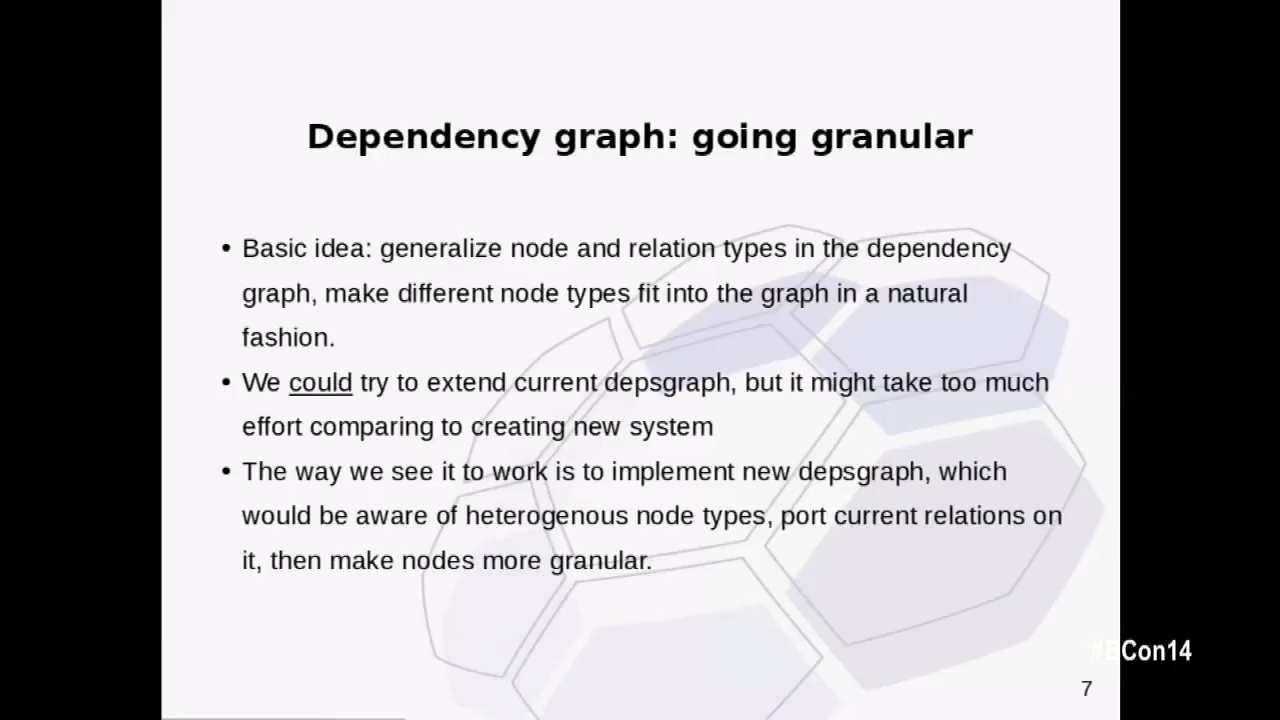 Dependency graph: going granular
• Basic idea: generalize node and relation types in the dependency
graph, make different node types fit into the graph in a natural
fashion.
• We could try to extend current depsgraph, but it might take too much
effort comparing to creating new system
• The way we see it to work is to implement new depsgraph, which
would be aware of heterogenous node types, port current relations on
it, then make nodes more granular.
#BCon14
7